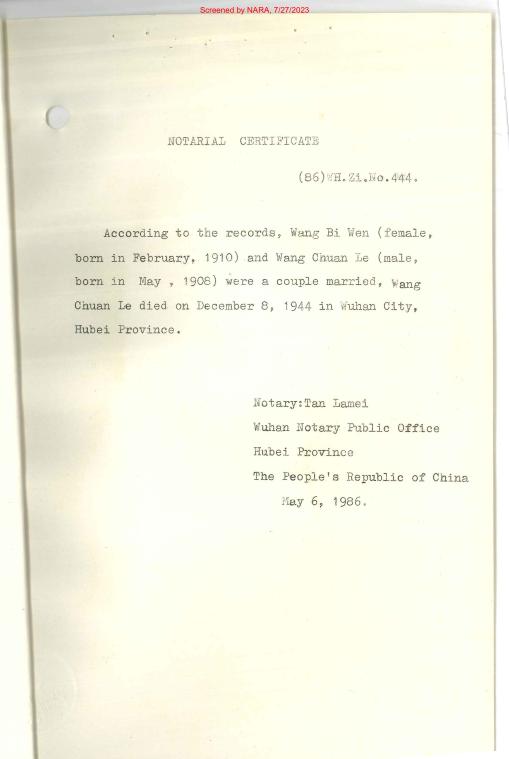 Screened by NARA, 7/27/2023
NOTARIAL CERTIFICATE
(86)WH.Zi.No.444.
According to the records, Wang Bi Wen (female,
born in February, 1910) and Wang Chuan Le (male,
born in May , 1908) were a couple married, Wang
Chuan Le died on December 8, 1944 in Wuhan City,
Hubei Province.
Notary:Tan Lamei
Wuhan Notary Public Office
Hubei Province
The People's Republic of China
May 6, 1986.